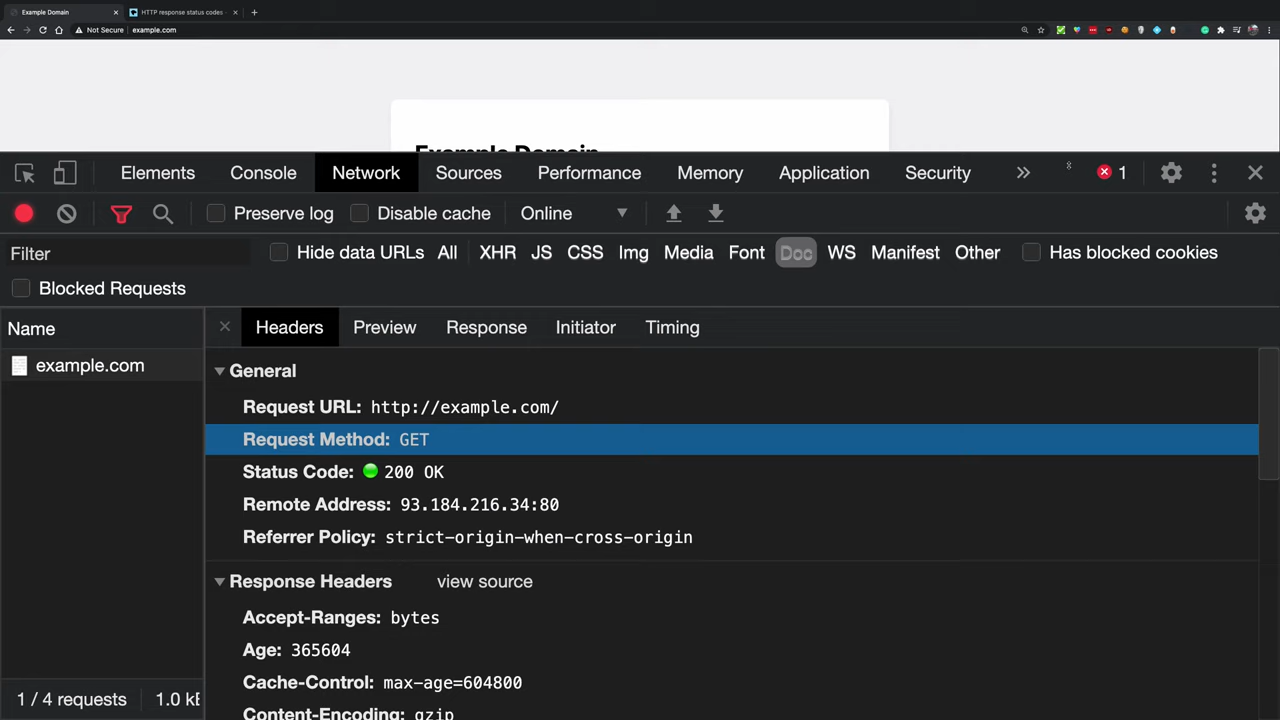 Example Domain
HTTP response status codes
Not Secure example.com
Example Domain
Elements Console Network Sources Performance Memory Application Security 1
Preserve log Disable cache Online
Filter Hide data URLs All XHR JS CSS Img Media Font Doc WS Manifest Other Has blocked cookies
Blocked Requests
Name Headers Preview Response Initiator Timing
example.com
General
Request URL: http://example.com/
Request Method: GET
Status Code: 200 OK
Remote Address: 93.184.216.34:80
Referrer Policy: strict-origin-when-cross-origin
Response Headers view source
Accept-Ranges: bytes
Age: 365604
Cache-Control: max-age=604800
Content-Encoding: gzip
1 / 4 requests 1.0 kB